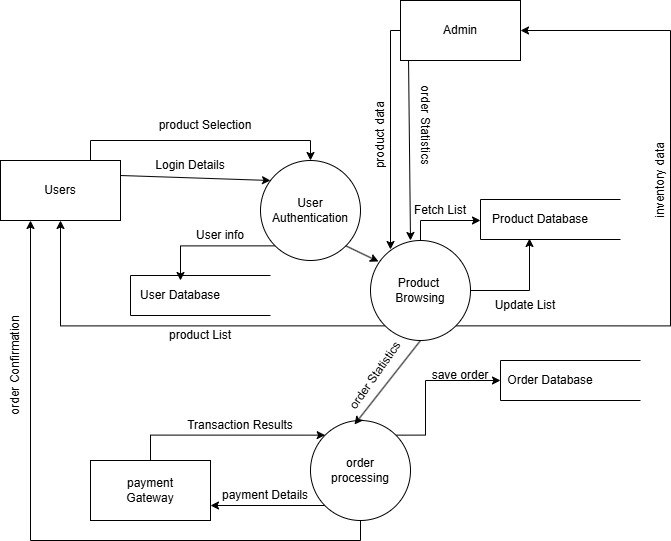 Admin
product Selection
product data
order Statistics
inventory data
Login Details
Users
User
Authentication
Fetch List
Product Database
User info
User Database
Product
Browsing
Update List
product List
order Confirmation
order Statistics
save order
Order Database
Transaction Results
order
processing
payment
Gateway
payment Details